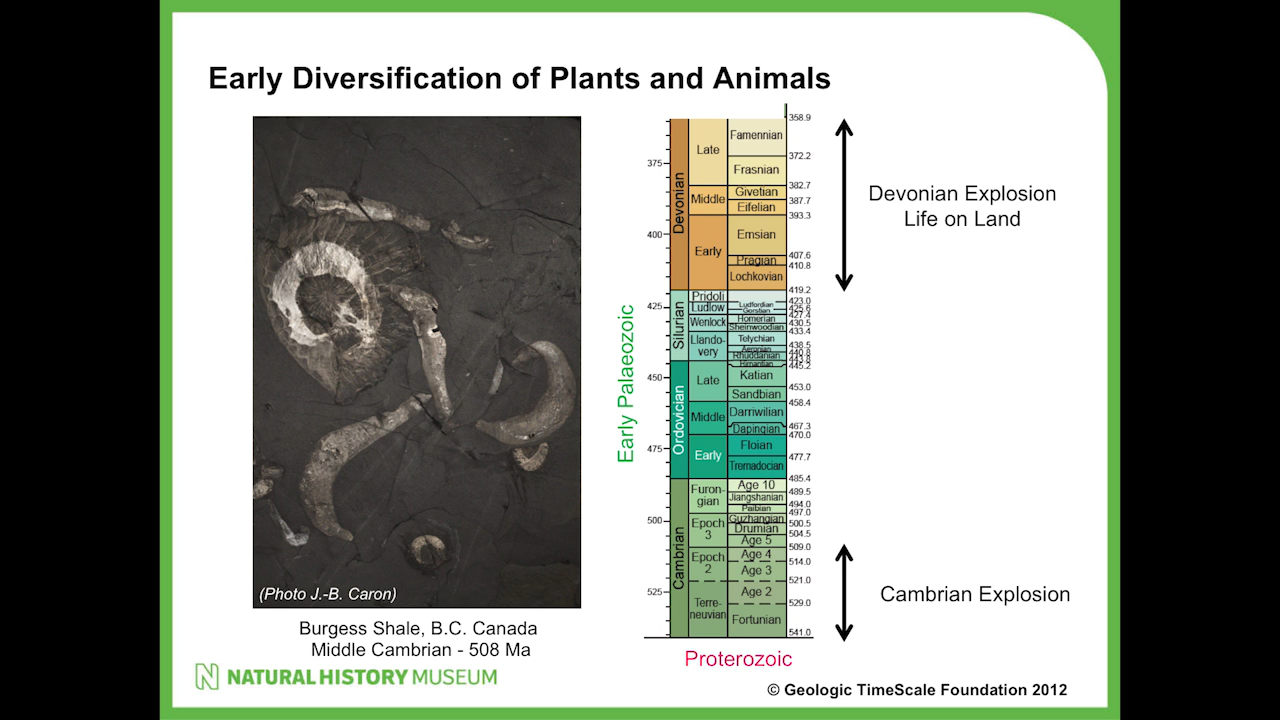 Early Diversification of Plants and Animals
(Photo J.-B. Caron)
Burgess Shale, B.C. Canada
Middle Cambrian - 508 Ma
NATURAL HISTORY MUSEUM
Early Palaeozoic
375
400
425
450
475
500
525
Devonian
Silurian
Ordovician
Cambrian
Late
Middle
Early
Pridoli
Ludlow
Wenlock
Llando-
very
Late
Middle
Early
Furon-
gian
Epoch
3
Epoch
2
Terre-
neuvian
Famennian
Frasnian
Givetian
Eifelian
Emsian
Pragian
Lochkovian
Ludfordian
Gorstian
Homerian
Sheinwoodian
Telychian
Aeronian
Rhuddanian
Hirnantian
Katian
Sandbian
Darriwilian
Dapingian
Floian
Tremadocian
Age 10
Jiangshanian
Paibian
Guzhangian
Drumian
Age 5
Age 4
Age 3
Age 2
Fortunian
358.9
372.2
382.7
387.7
393.3
407.6
410.8
419.2
423.0
425.6
427.4
430.5
433.4
438.5
440.8
443.8
445.2
453.0
458.4
467.3
470.0
477.7
485.4
489.5
494.0
497.0
500.5
504.5
509.0
514.0
521.0
529.0
541.0
Proterozoic
Devonian Explosion
Life on Land
Cambrian Explosion
© Geologic TimeScale Foundation 2012